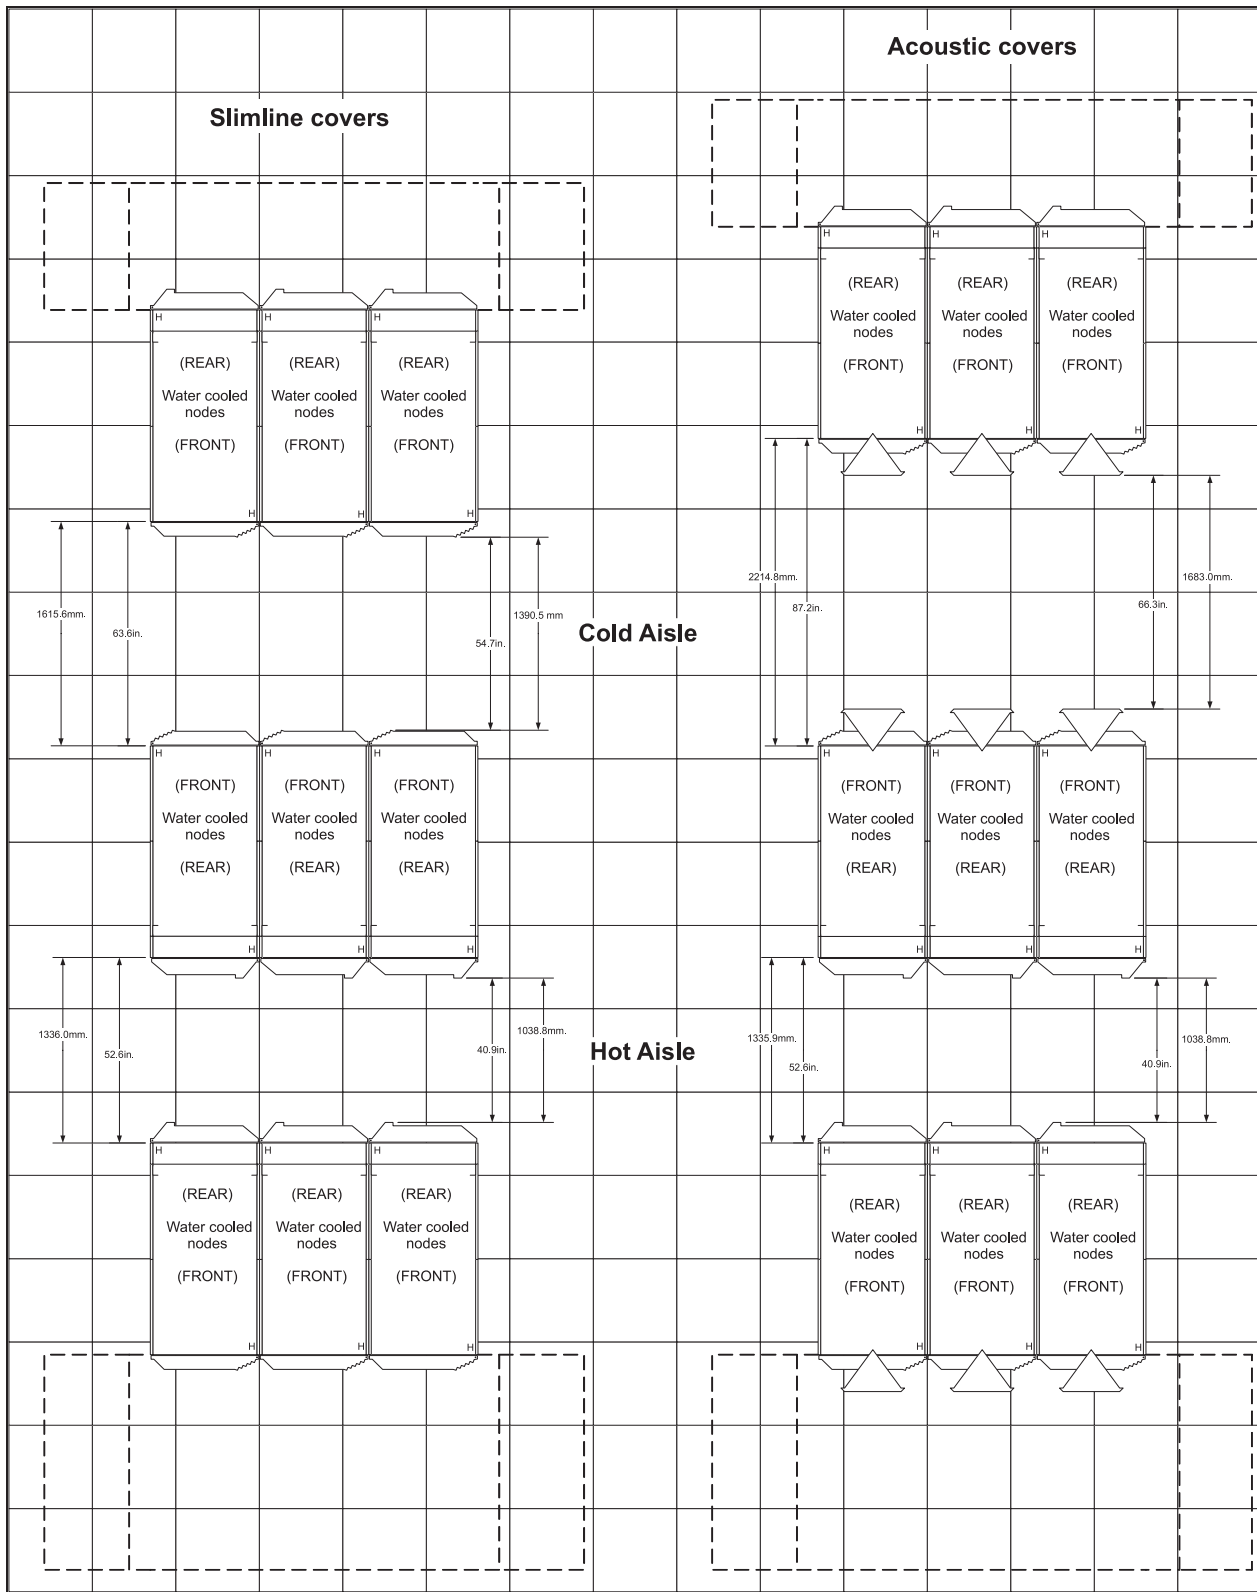 Acoustic covers
Slimline covers
H H H
(REAR) (REAR) (REAR)
Water cooled nodes Water cooled nodes Water cooled nodes
(FRONT) (FRONT) (FRONT)
H H H
H H H
(REAR) (REAR) (REAR)
Water cooled nodes Water cooled nodes Water cooled nodes
(FRONT) (FRONT) (FRONT)
H H H
2214.8mm.
87.2in.
66.3in.
1683.0mm.
1615.6mm.
63.6in.
54.7in.
1390.5 mm
Cold Aisle
H H H
(FRONT) (FRONT) (FRONT)
Water cooled nodes Water cooled nodes Water cooled nodes
(REAR) (REAR) (REAR)
H H H
H H H
(FRONT) (FRONT) (FRONT)
Water cooled nodes Water cooled nodes Water cooled nodes
(REAR) (REAR) (REAR)
H H H
1336.0mm.
52.6in.
40.9in.
1038.8mm.
Hot Aisle
1335.9mm.
52.6in.
40.9in.
1038.8mm.
H H H
(REAR) (REAR) (REAR)
Water cooled nodes Water cooled nodes Water cooled nodes
(FRONT) (FRONT) (FRONT)
H H H
H H H
(REAR) (REAR) (REAR)
Water cooled nodes Water cooled nodes Water cooled nodes
(FRONT) (FRONT) (FRONT)
H H H